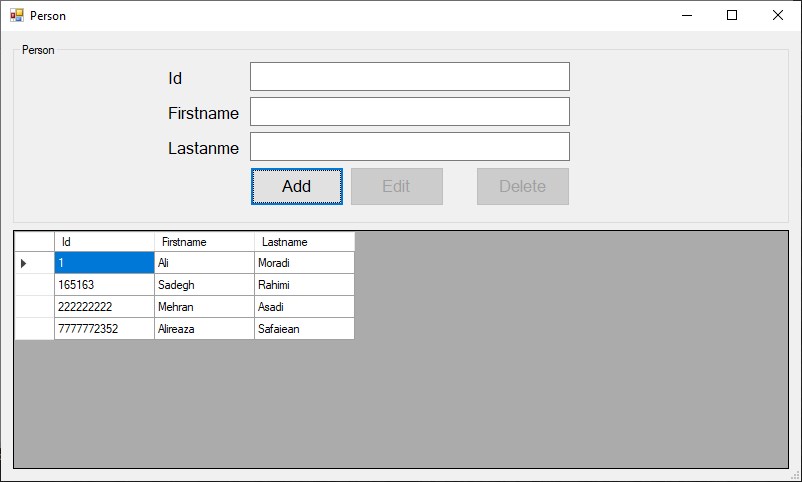 Person
Person
Id
Firstname
Lastanme
Add Edit Delete
Id Firstname Lastname
1 Ali Moradi
165163 Sadegh Rahimi
222222222 Mehran Asadi
7777772352 Alireaza Safaiean